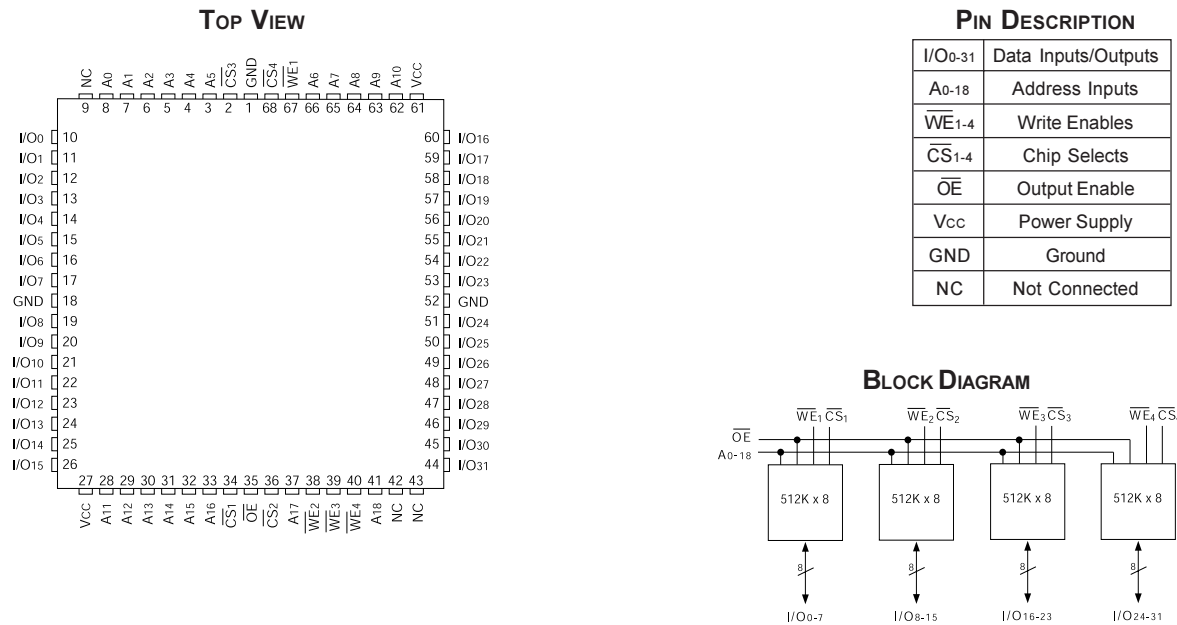 TOP VIEW
NC A0 A1 A2 A3 A4 A5 CS3 GND CS4 WE1 A6 A7 A8 A9 A10 VCC
9 8 7 6 5 4 3 2 1 68 67 66 65 64 63 62 61
I/O0 10
I/O1 11
I/O2 12
I/O3 13
I/O4 14
I/O5 15
I/O6 16
I/O7 17
GND 18
I/O8 19
I/O9 20
I/O10 21
I/O11 22
I/O12 23
I/O13 24
I/O14 25
I/O15 26
60 I/O16
59 I/O17
58 I/O18
57 I/O19
56 I/O20
55 I/O21
54 I/O22
53 I/O23
52 GND
51 I/O24
50 I/O25
49 I/O26
48 I/O27
47 I/O28
46 I/O29
45 I/O30
44 I/O31
27 28 29 30 31 32 33 34 35 36 37 38 39 40 41 42 43
VCC A11 A12 A13 A14 A15 A16 CS1 OE CS2 A17 WE2 WE3 WE4 A18 NC NC
PIN DESCRIPTION
I/O0-31 Data Inputs/Outputs
A0-18 Address Inputs
WE1-4 Write Enables
CS1-4 Chip Selects
OE Output Enable
VCC Power Supply
GND Ground
NC Not Connected
BLOCK DIAGRAM
WE1 CS1 WE2 CS2 WE3 CS3 WE4 CS
OE
A0-18
512K x 8 512K x 8 512K x 8 512K x 8
8 8 8 8
I/O0-7 I/O8-15 I/O16-23 I/O24-31